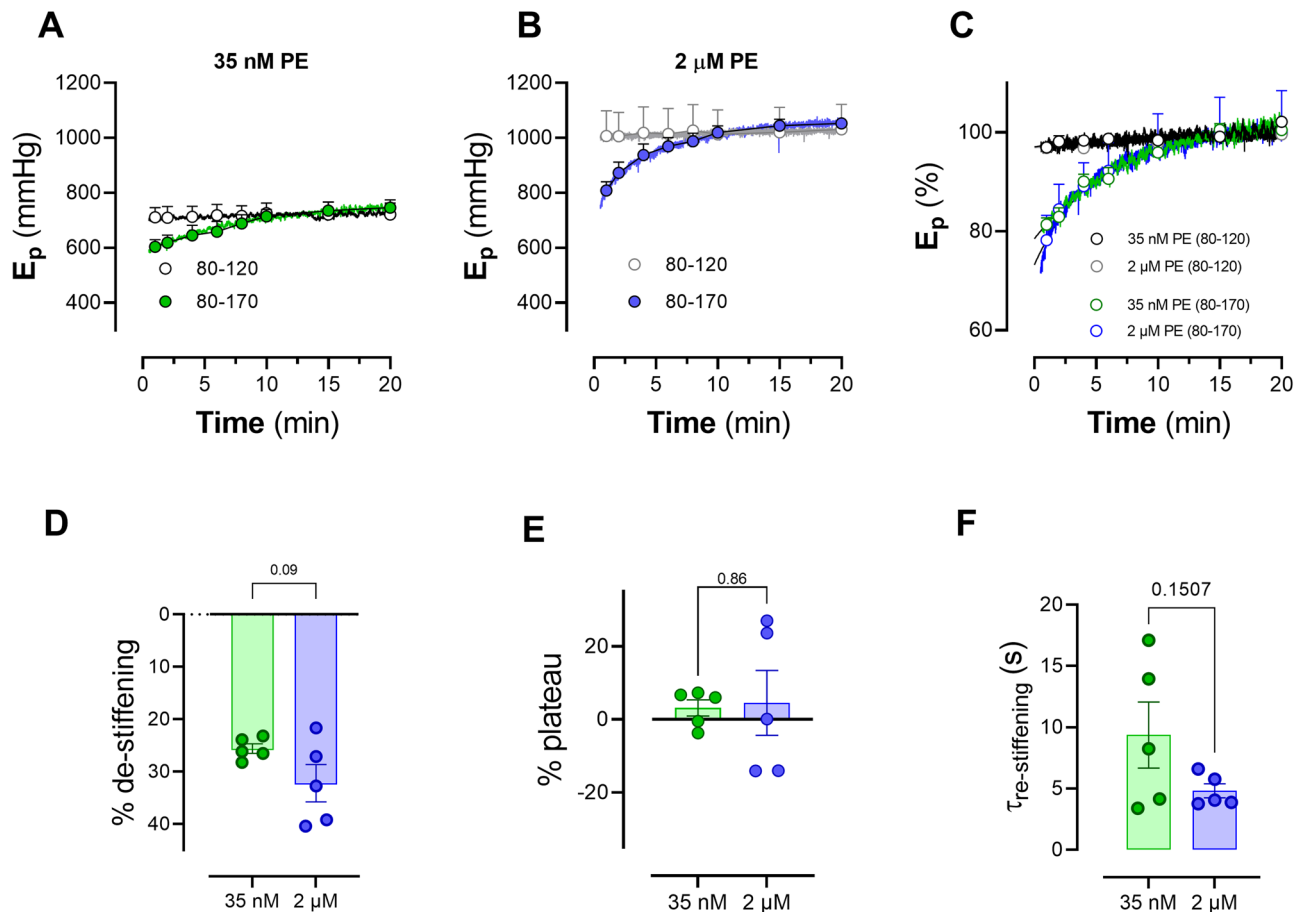 A
35 nM PE
1200
1000
800
600
400
Ep (mmHg)
80-120
80-170
0 5 10 15 20
Time (min)
B
2 μM PE
1200
1000
800
600
400
Ep (mmHg)
80-120
80-170
0 5 10 15 20
Time (min)
C
100
80
60
Ep (%)
35 nM PE (80-120)
2 μM PE (80-120)
35 nM PE (80-170)
2 μM PE (80-170)
0 5 10 15 20
Time (min)
D
0.09
0
10
20
30
40
% de-stiffening
35 nM 2 μM
E
0.86
20
0
-20
% plateau
35 nM 2 μM
F
0.1507
20
15
10
5
0
τre-stiffening (s)
35 nM 2 μM